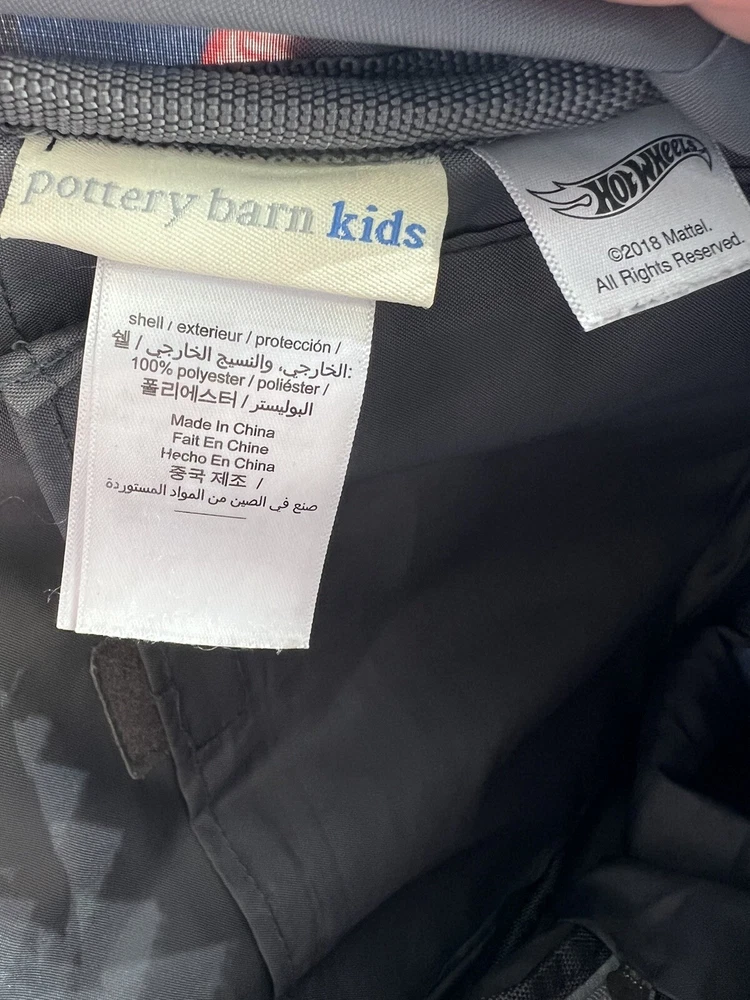 pottery barn kids
HOT WHEELS
©2018 Mattel.
All Rights Reserved.
shell / exterieur / protección /
쉘 / الخارجي، والنسيج الخارجي:
100% polyester / poliéster /
폴리에스터 / البوليستر
Made In China
Fait En Chine
Hecho En China
중국 제조 /
صنع في الصين من المواد المستوردة